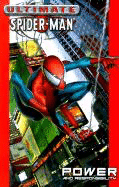 ULTIMATE
SPIDER-MAN
POWER
AND RESPONSIBILITY